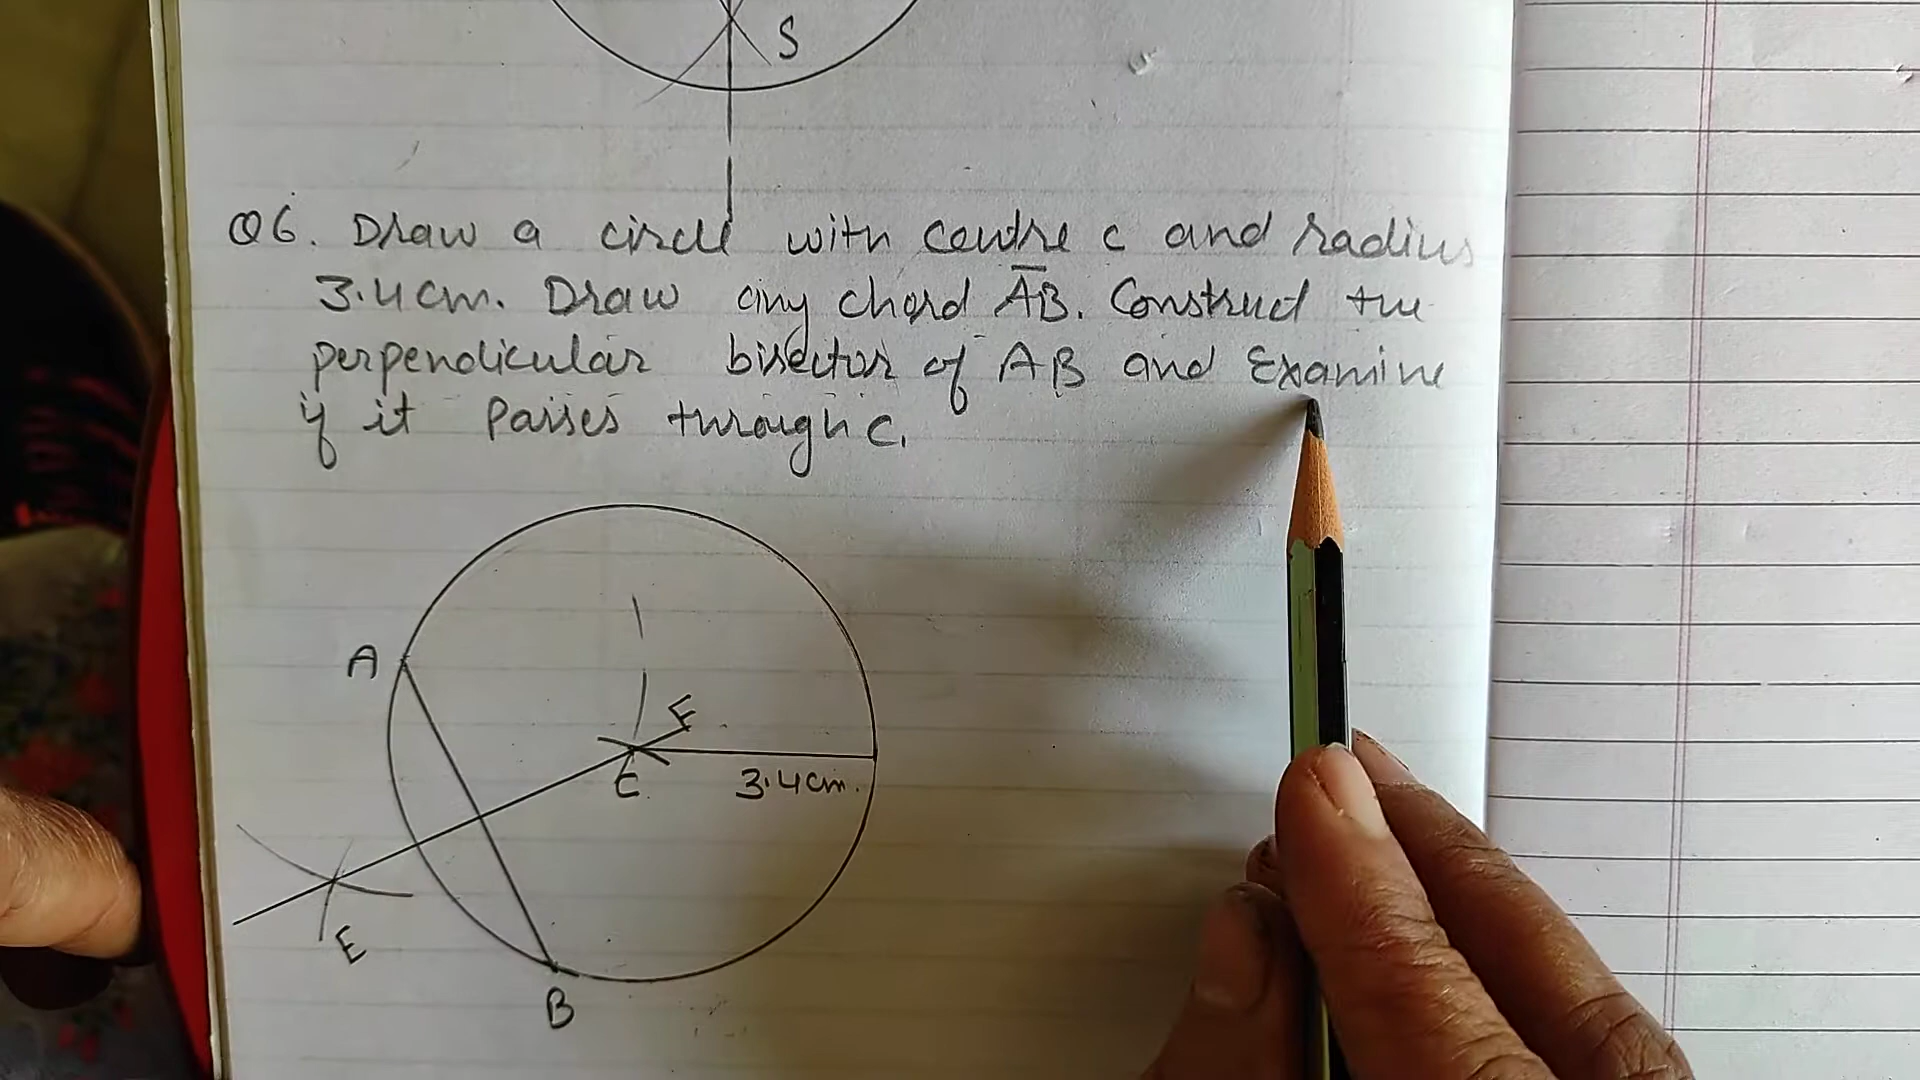 S
Q6. Draw a circle with centre c and radius
3.4cm. Draw any chord AB. Construct the
perpendicular bisector of AB and Examine
if it passes through c.
A
F
C
3.4cm.
E
B